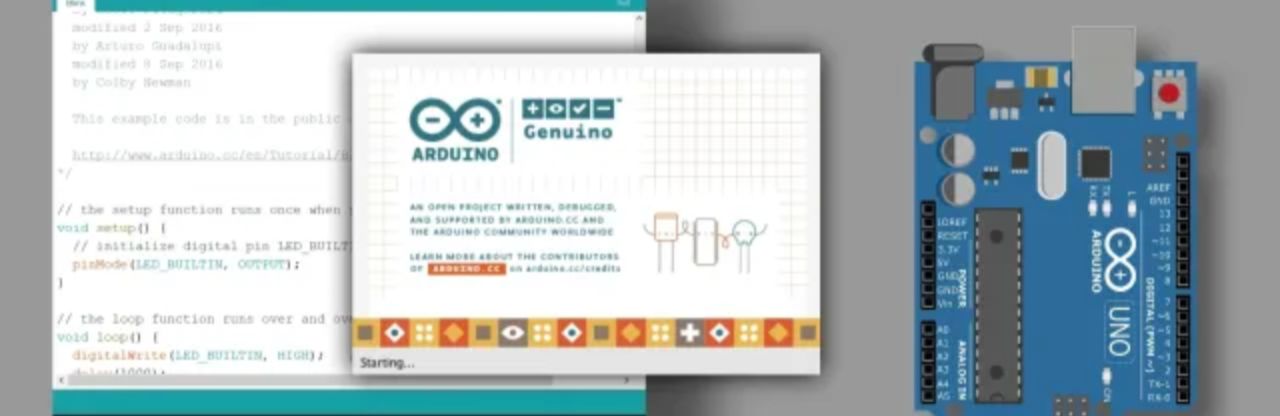 modified 2 Sep 2016
by Arturo Guadalupi
modified 8 Sep 2016
by Colby Newman
This example code is in the public
http://www.arduino.cc/en/Tutorial/
*/
// the setup function runs once when
void setup() {
// initialize digital pin LED_BUILT
pinMode(LED_BUILTIN, OUTPUT);
}
// the loop function runs over and ov
void loop() {
digitalWrite(LED_BUILTIN, HIGH);
delay(1000);
ARDUINO
Genuino
AN OPEN PROJECT WRITTEN, DEBUGGED,
AND SUPPORTED BY ARDUINO.CC AND
THE ARDUINO COMMUNITY WORLDWIDE
LEARN MORE ABOUT THE CONTRIBUTORS
OF ARDUINO.CC on arduino.cc/credits
Starting...
RX
TX
L
AREF
GND
13
12
~11
~10
~9
8
7
~6
~5
4
~3
2
TX→1
RX←0
DIGITAL (PWM ~)
ARDUINO
UNO
ON
IOREF
RESET
3.3V
5V
GND
GND
Vin
POWER
A0
A1
A2
A3
A4
A5
ANALOG IN